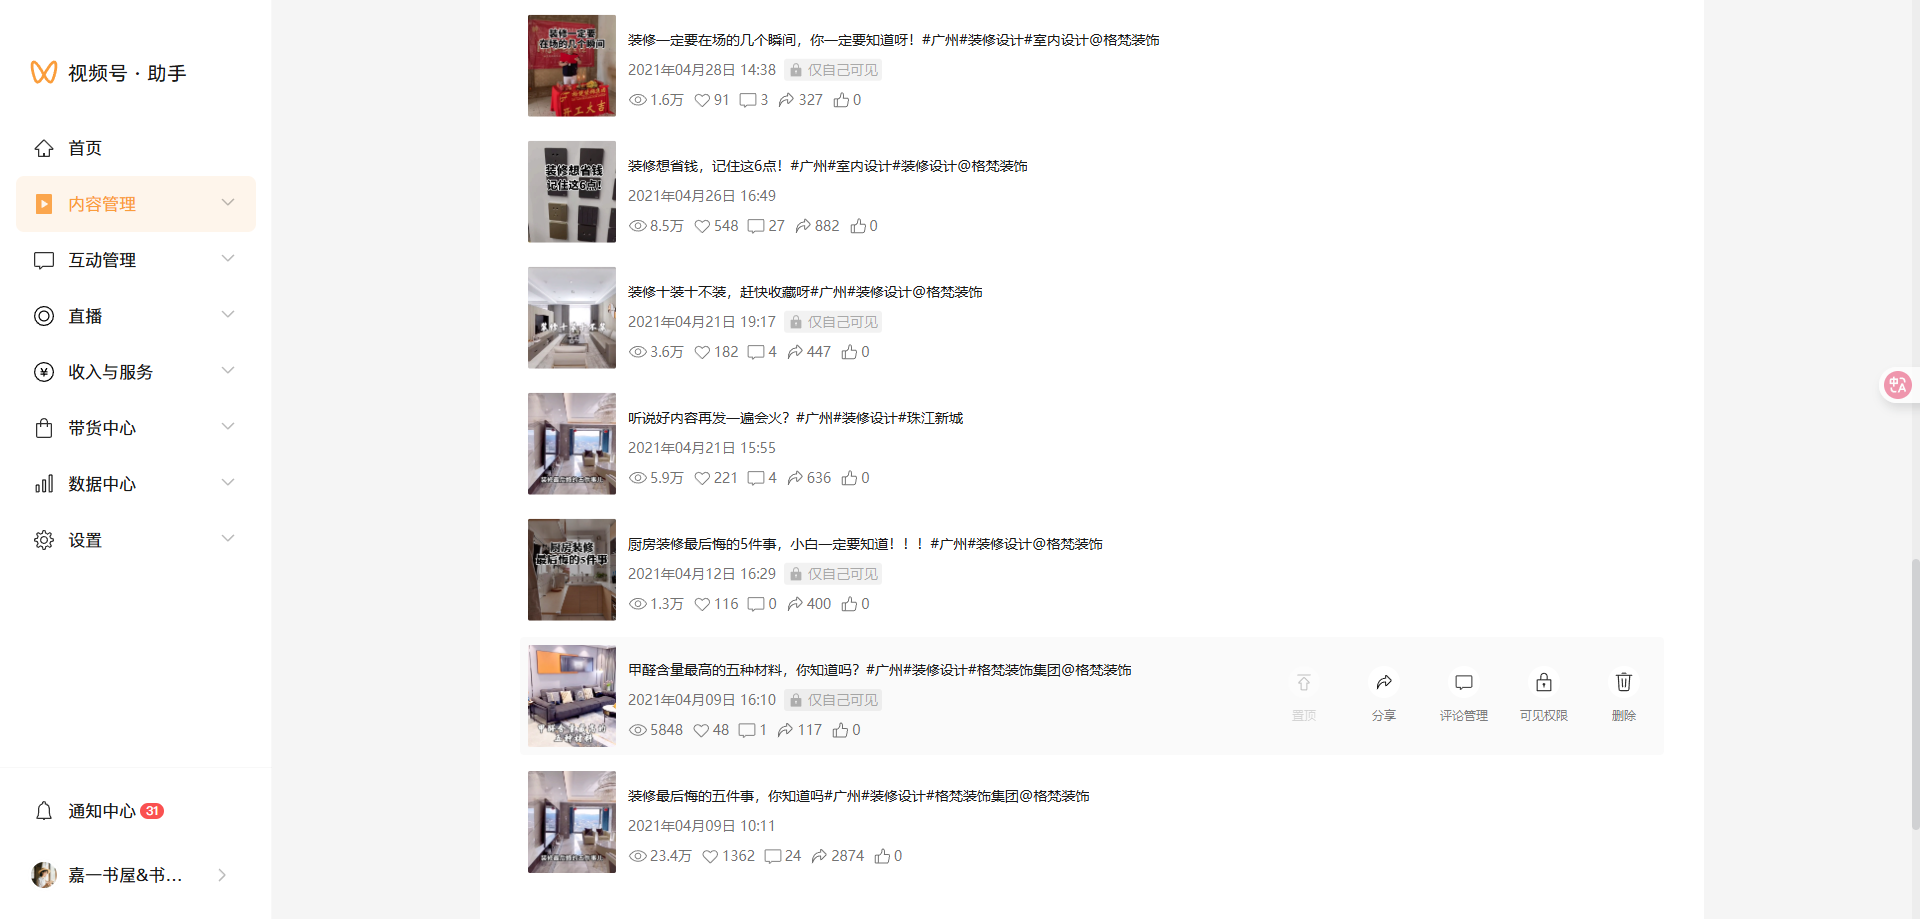 视频号 · 助手
首页
内容管理
互动管理
直播
收入与服务
带货中心
数据中心
设置
通知中心 31
嘉一书屋&书...
装修一定要
在场的几个瞬间
开工大吉
装修一定要在场的几个瞬间，你一定要知道呀！#广州#装修设计#室内设计@格梵装饰
2021年04月28日 14:38 仅自己可见
1.6万 91 3 327 0
装修想省钱
记住这6点!
装修想省钱，记住这6点！#广州#室内设计#装修设计@格梵装饰
2021年04月26日 16:49
8.5万 548 27 882 0
装修十装十不装
装修十装十不装，赶快收藏呀#广州#装修设计@格梵装饰
2021年04月21日 19:17 仅自己可见
3.6万 182 4 447 0
听说好内容再发一遍会火？#广州#装修设计#珠江新城
2021年04月21日 15:55
5.9万 221 4 636 0
厨房装修
最后悔的5件事
厨房装修最后悔的5件事，小白一定要知道！！！#广州#装修设计@格梵装饰
2021年04月12日 16:29 仅自己可见
1.3万 116 0 400 0
甲醛含量最高的
五种材料
甲醛含量最高的五种材料，你知道吗？#广州#装修设计#格梵装饰集团@格梵装饰
2021年04月09日 16:10 仅自己可见
5848 48 1 117 0
置顶 分享 评论管理 可见权限 删除
装修最后悔的五件事，你知道吗#广州#装修设计#格梵装饰集团@格梵装饰
2021年04月09日 10:11
23.4万 1362 24 2874 0